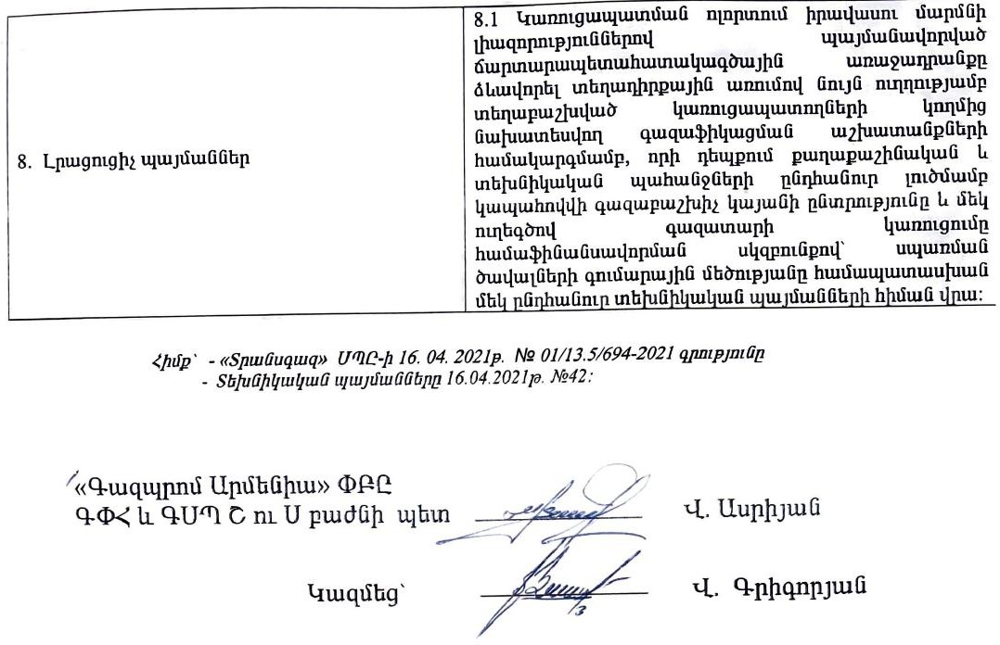 8. Լրացուցիչ պայմաններ
8.1 Կառուցապատման ոլորտում իրավասու մարմնի
լիազորություններով պայմանավորված
ճարտարապետահատակագծային առաջադրանքը
ձևավորել տեղադիրքային առումով նույն ուղղությամբ
տեղաբաշխված կառուցապատողների կողմից
նախատեսվող գազաֆիկացման աշխատանքների
համակարգմամբ, որի դեպքում քաղաքաշինական և
տեխնիկական պահանջների ընդհանուր լուծմամբ
կապահովվի գազաբաշխիչ կայանի ընտրությունը և մեկ
ուղեգծով գազատարի կառուցումը
համաֆինանսավորման սկզբունքով՝ սպառման
ծավալների գումարային մեծությանը համապատասխան
մեկ ընդհանուր տեխնիկական պայմանների հիման վրա:
Հիմք՝ - «Տրանսգազ» ՍՊԸ-ի 16. 04. 2021թ. № 01/13.5/694-2021 գրությունը
- Տեխնիկական պայմանները 16.04.2021թ. №42:
«Գազպրոմ Արմենիա» ՓԲԸ
ԳՓՀ և ԳՍՊ Շ ու Ս բաժնի պետ Վ. Ասրիյան
Կազմեց՝ Վ. Գրիգորյան